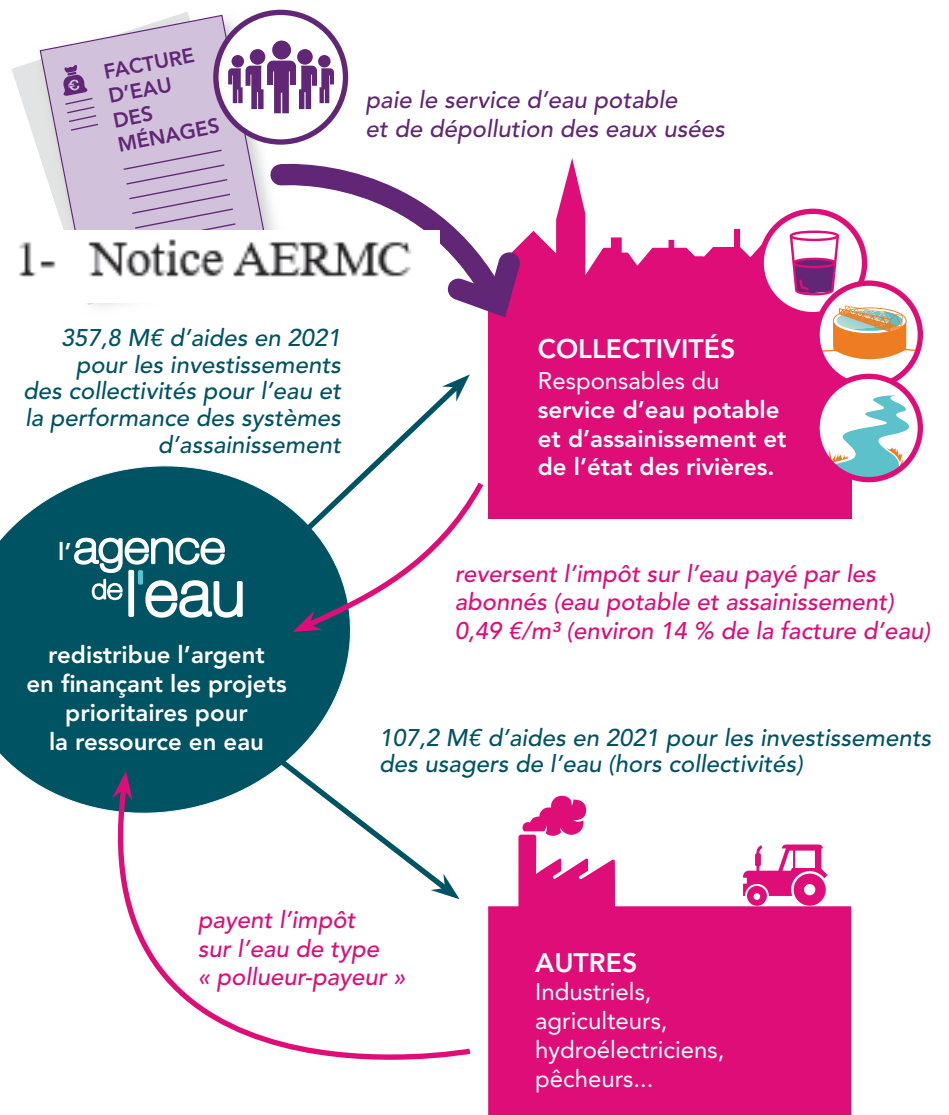 FACTURE
D'EAU
DES
MÉNAGES
paie le service d'eau potable
et de dépollution des eaux usées
1- Notice AERMC
357,8 M€ d'aides en 2021
pour les investissements
des collectivités pour l'eau et
la performance des systèmes
d'assainissement
COLLECTIVITÉS
Responsables du
service d'eau potable
et d'assainissement et
de l'état des rivières.
l'agence
de l'eau
redistribue l'argent
en finançant les projets
prioritaires pour
la ressource en eau
reversent l'impôt sur l'eau payé par les
abonnés (eau potable et assainissement)
0,49 €/m³ (environ 14 % de la facture d'eau)
107,2 M€ d'aides en 2021 pour les investissements
des usagers de l'eau (hors collectivités)
payent l'impôt
sur l'eau de type
« pollueur-payeur »
AUTRES
Industriels,
agriculteurs,
hydroélectriciens,
pêcheurs...